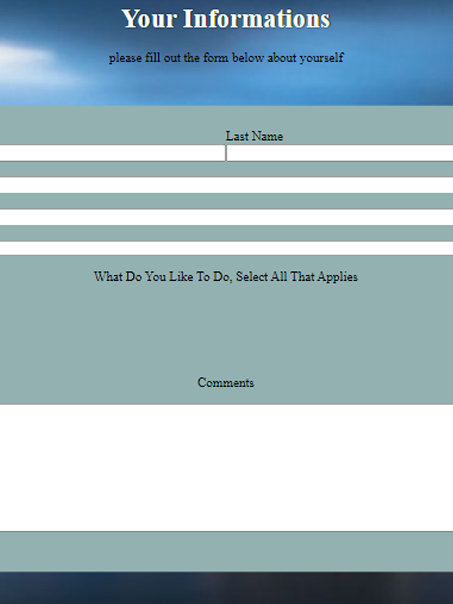 Your Informations
please fill out the form below about yourself
Last Name
What Do You Like To Do, Select All That Applies
Comments